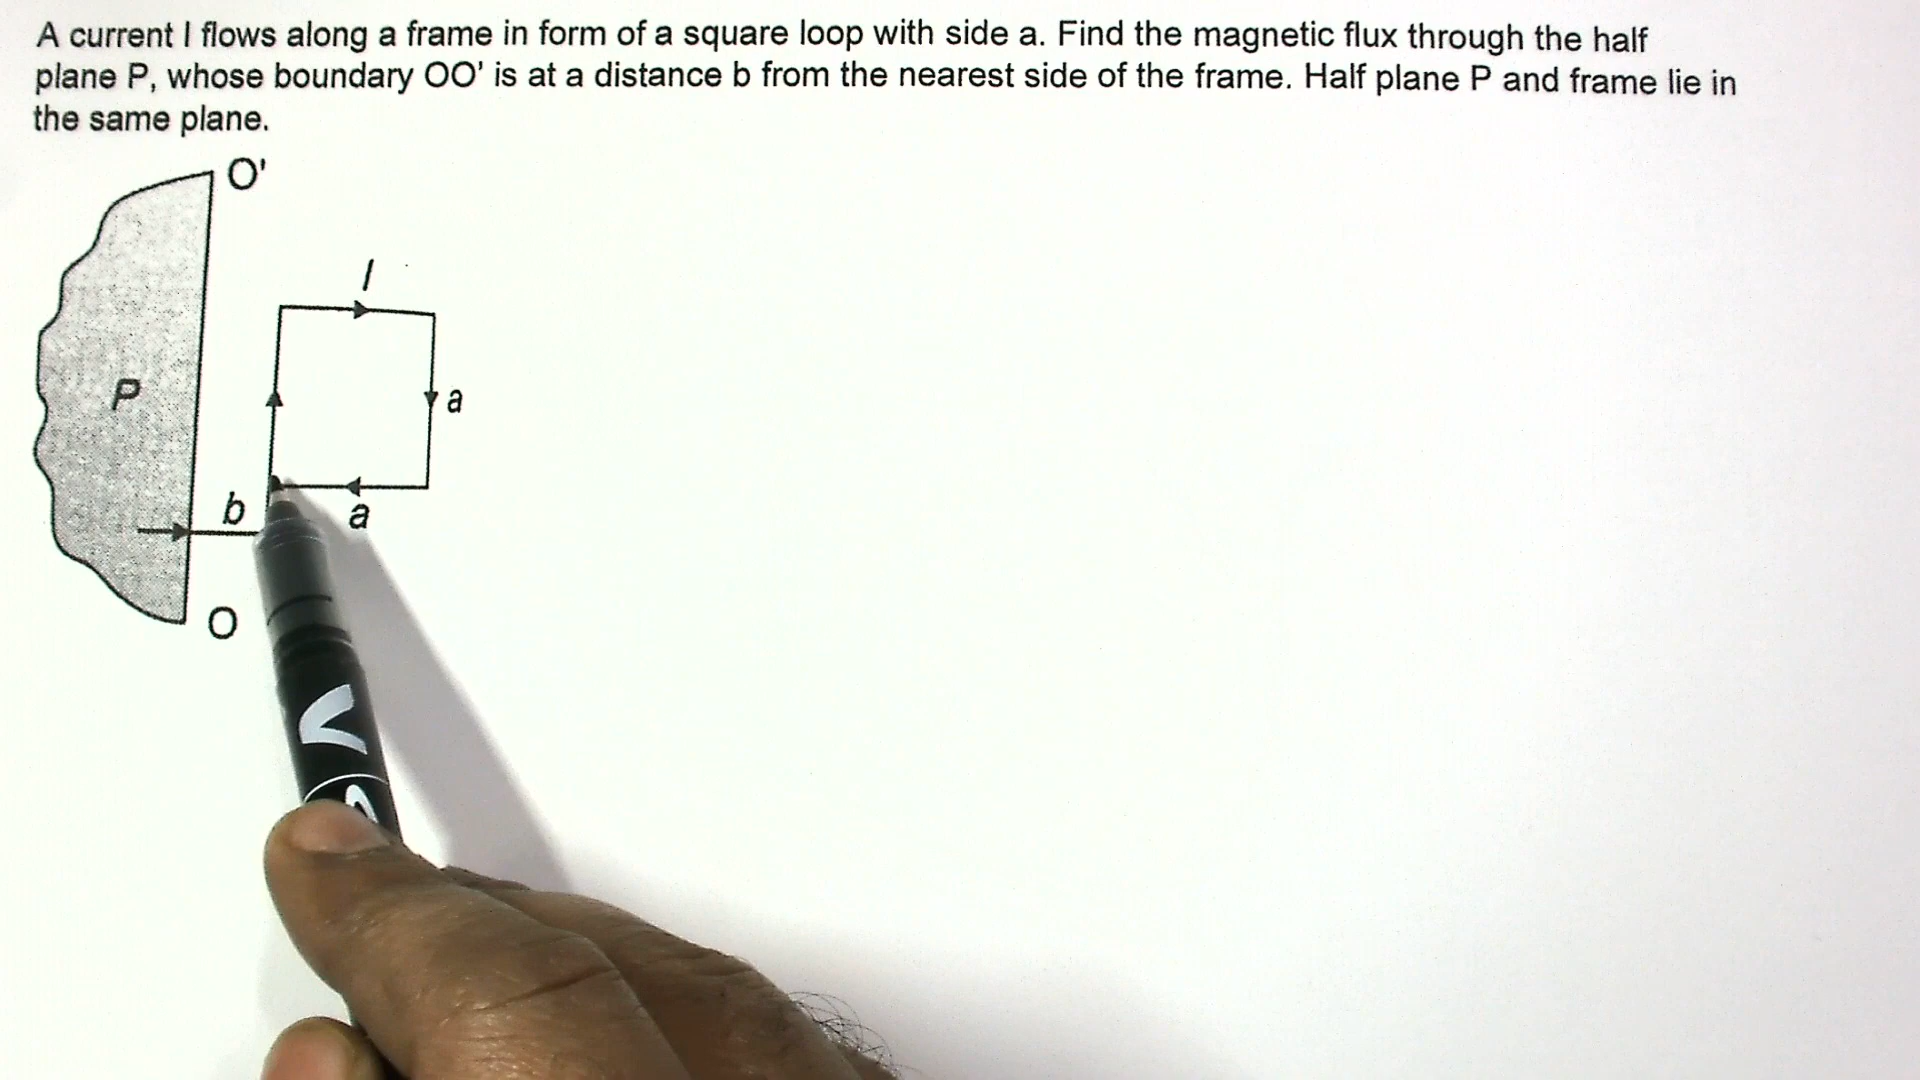 A current I flows along a frame in form of a square loop with side a. Find the magnetic flux through the half
plane P, whose boundary OO' is at a distance b from the nearest side of the frame. Half plane P and frame lie in
the same plane.
O'
I
P
a
b
a
O
V